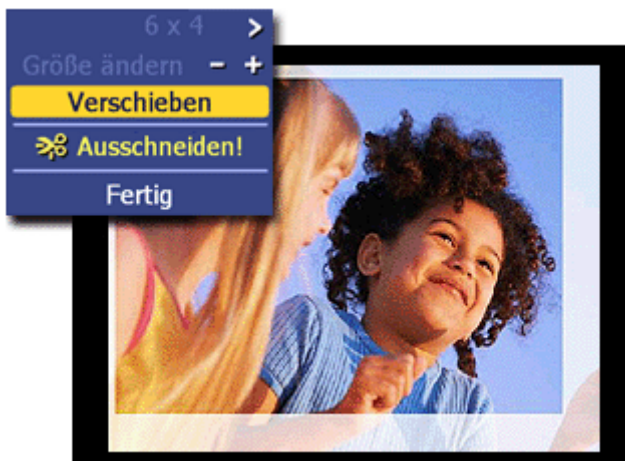 6 x 4 >
Größe ändern - +
Verschieben
Ausschneiden!
Fertig